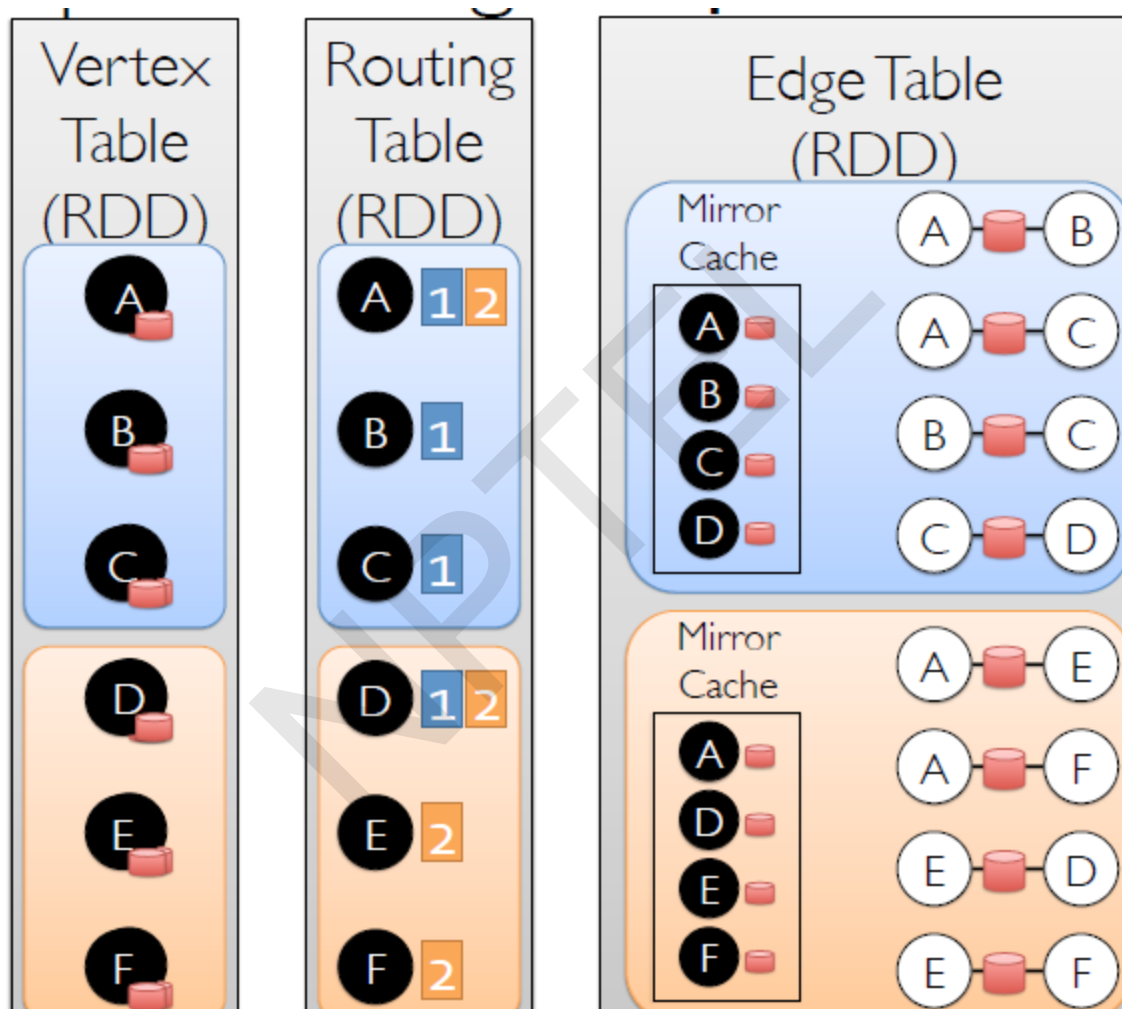 Vertex
Table
(RDD)
A
B
C
D
E
F
Routing
Table
(RDD)
A 1 2
B 1
C 1
D 1 2
E 2
F 2
Edge Table
(RDD)
Mirror
Cache
A
B
C
D
A B
A C
B C
C D
Mirror
Cache
A
D
E
F
A E
A F
E D
E F
NPTEL